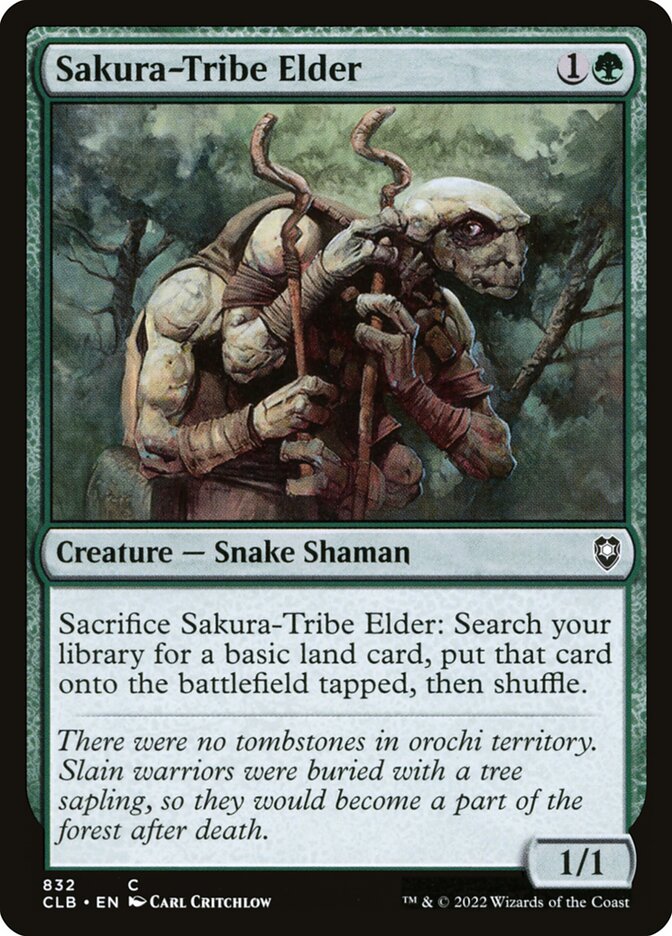 Sakura-Tribe Elder 1
Creature — Snake Shaman
Sacrifice Sakura-Tribe Elder: Search your
library for a basic land card, put that card
onto the battlefield tapped, then shuffle.
There were no tombstones in orochi territory.
Slain warriors were buried with a tree
sapling, so they would become a part of the
forest after death.
1/1
832 C
CLB • EN Carl Critchlow
™ & © 2022 Wizards of the Coast